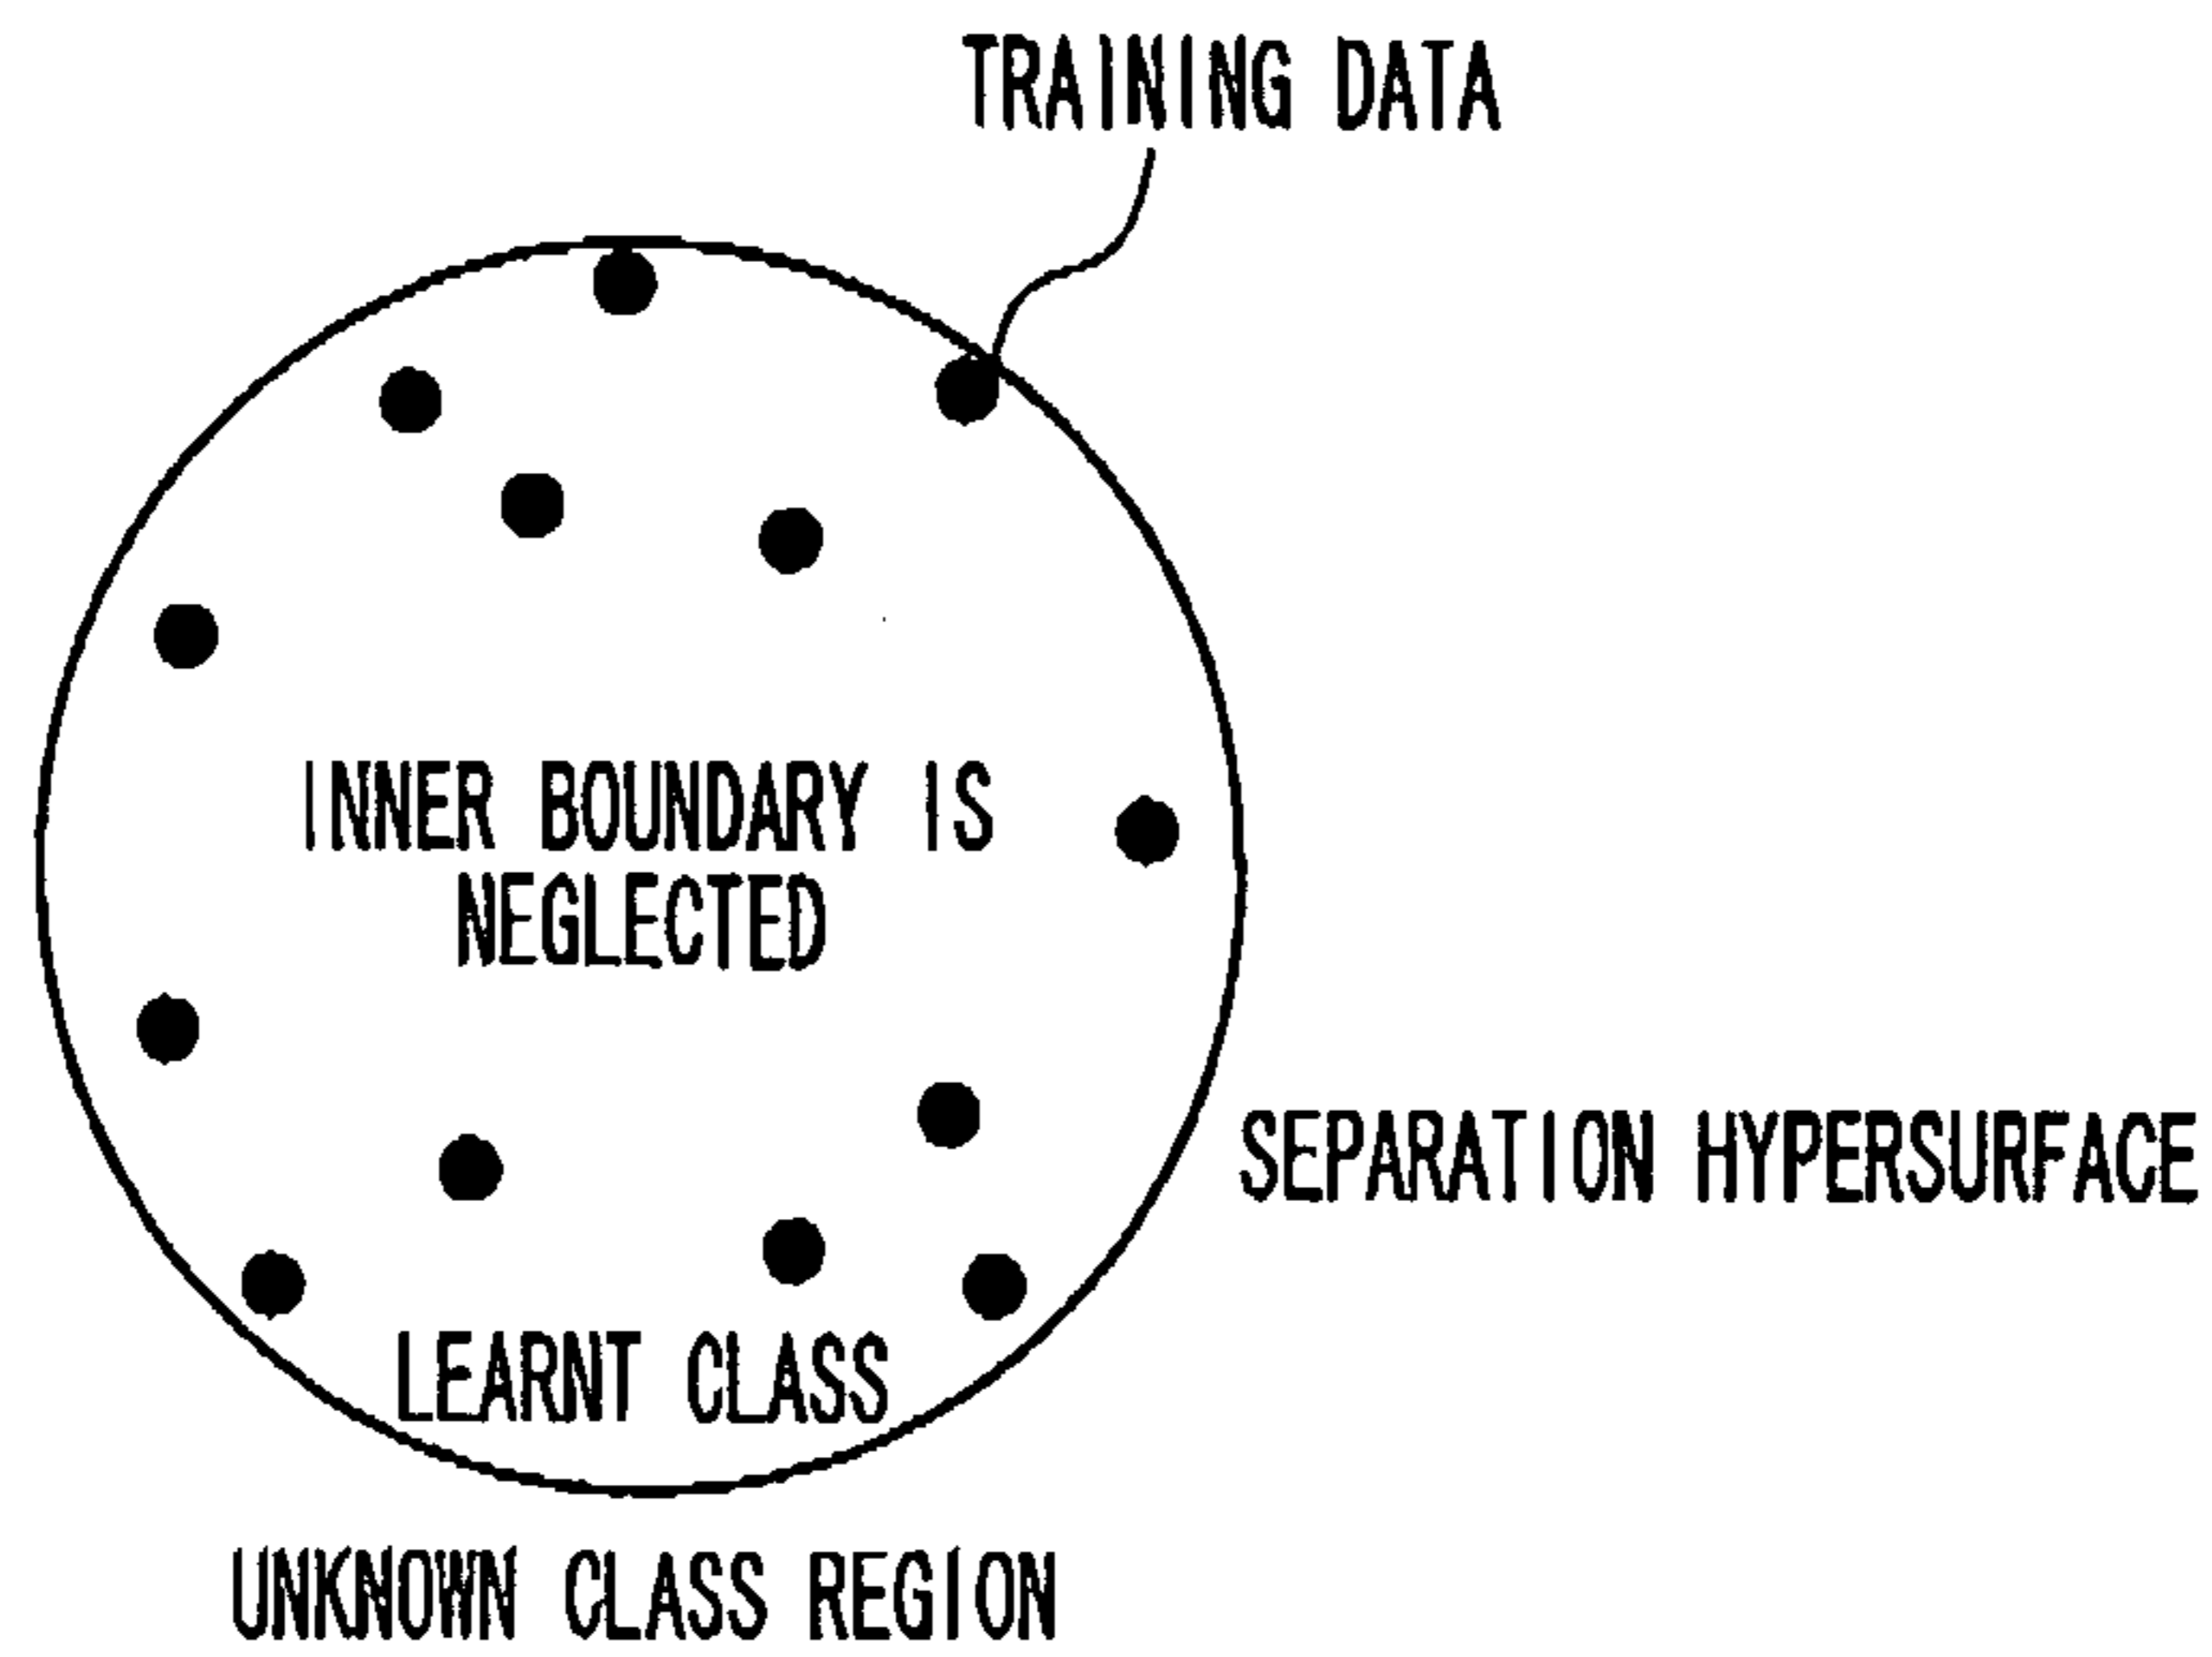 TRAINING DATA
INNER BOUNDARY IS
NEGLECTED
SEPARATION HYPERSURFACE
LEARNT CLASS
UNKNOWN CLASS REGION